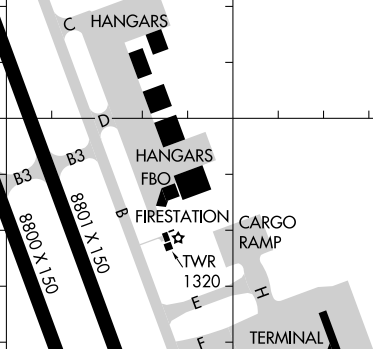 C
HANGARS
D
HANGARS
B3
B3
FBO
8801 X 150
8800 X 150
B
FIRESTATION
CARGO
RAMP
TWR
1320
E
H
F
TERMINAL